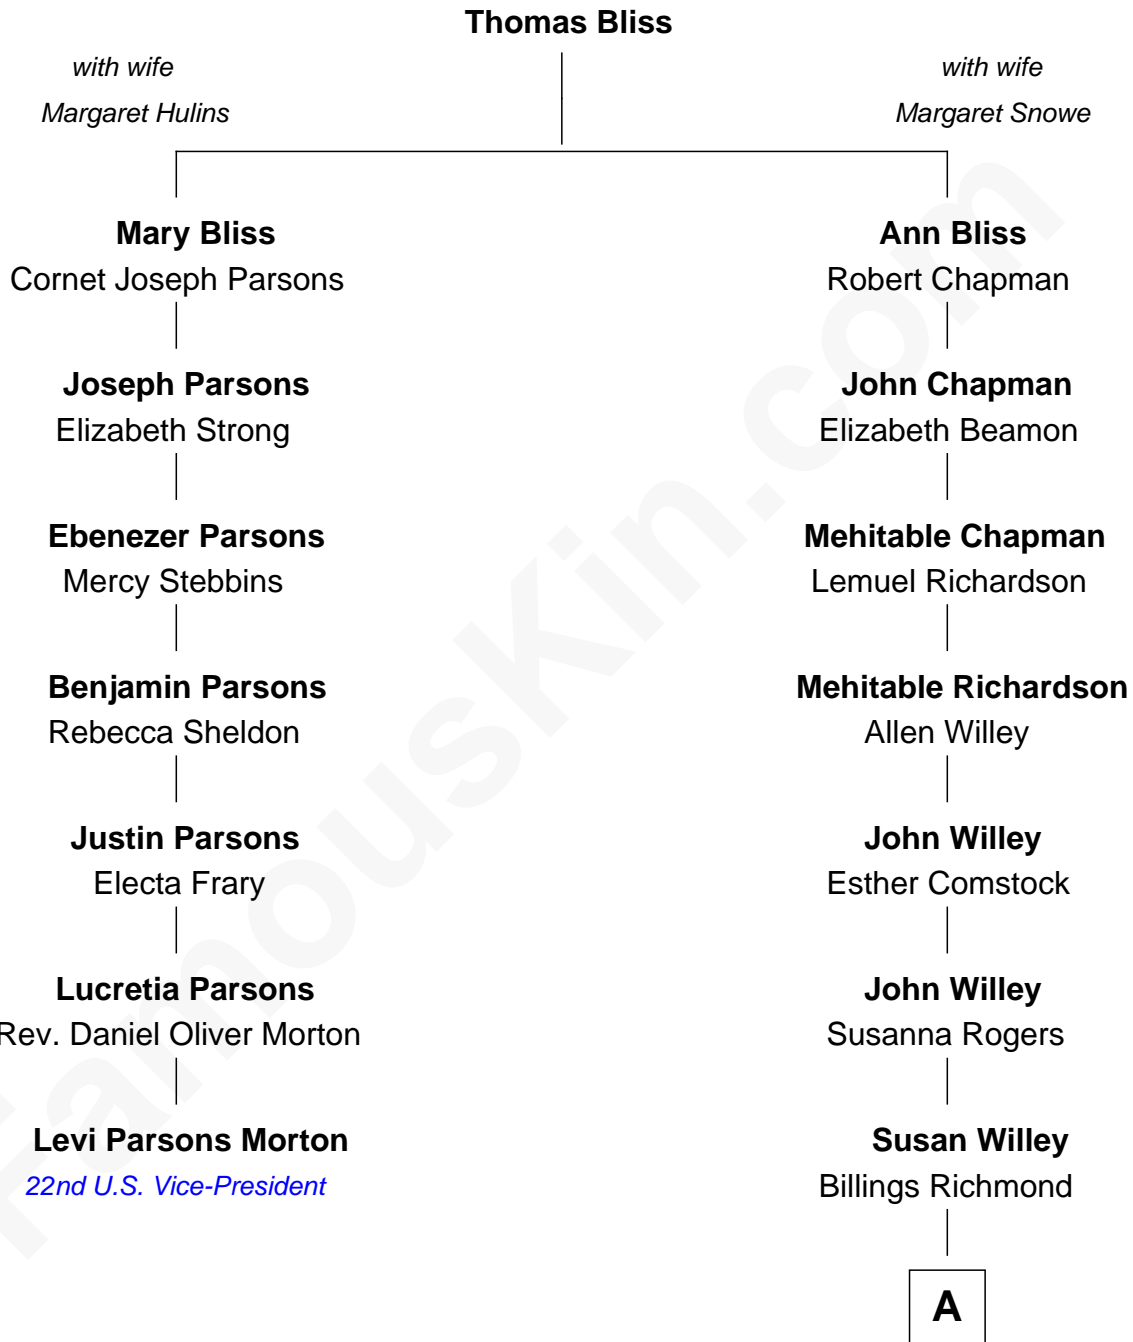 Thomas Bliss
with wife
Margaret Hulins
with wife
Margaret Snowe
Mary Bliss
Cornet Joseph Parsons
Ann Bliss
Robert Chapman
Joseph Parsons
Elizabeth Strong
John Chapman
Elizabeth Beamon
Ebenezer Parsons
Mercy Stebbins
Mehitable Chapman
Lemuel Richardson
Benjamin Parsons
Rebecca Sheldon
Mehitable Richardson
Allen Willey
Justin Parsons
Electa Frary
John Willey
Esther Comstock
Lucretia Parsons
Rev. Daniel Oliver Morton
John Willey
Susanna Rogers
Levi Parsons Morton
22nd U.S. Vice-President
Susan Willey
Billings Richmond
A
FamousKin.com